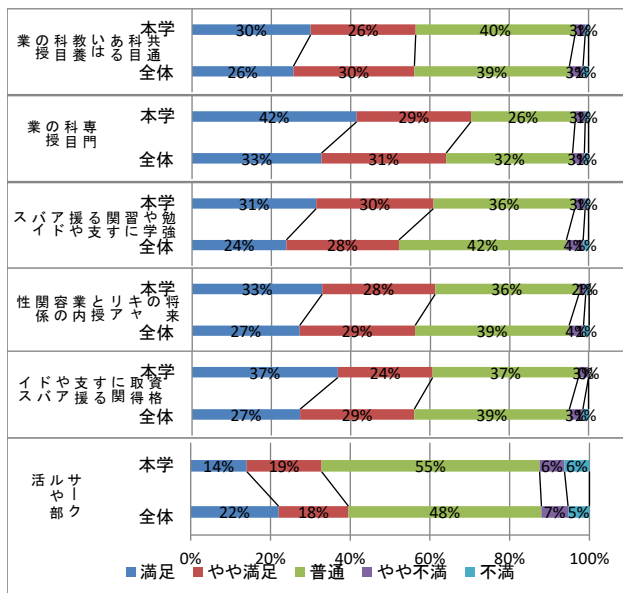 共通科目あるいは教養科目の授業
本学 30% 26% 40% 3% 1%
全体 26% 30% 39% 3% 1%
専門科目の授業
本学 42% 29% 26% 3% 1%
全体 33% 31% 32% 3% 1%
勉強や学習に関する支援やアドバイス
本学 31% 30% 36% 3% 1%
全体 24% 28% 42% 4% 1%
将来のキャリアと授業内容の関係性
本学 33% 28% 36% 2% 1%
全体 27% 29% 39% 4% 1%
資格取得に関する支援やアドバイス
本学 37% 24% 37% 3% 0%
全体 27% 29% 39% 3% 1%
サークルや部活
本学 14% 19% 55% 6% 6%
全体 22% 18% 48% 7% 5%
0% 20% 40% 60% 80% 100%
満足 やや満足 普通 やや不満 不満